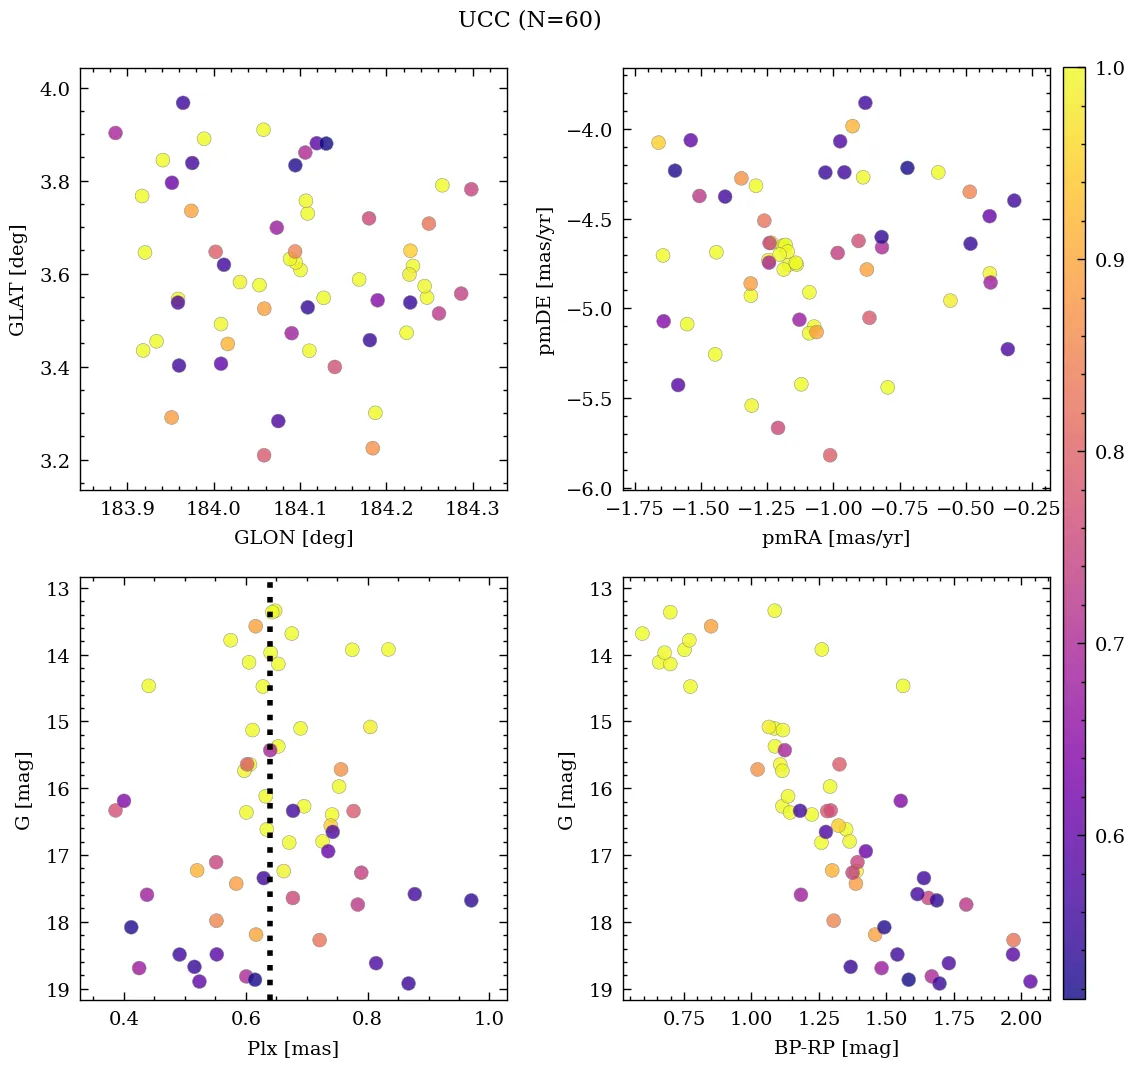 UCC (N=60)
4.0
3.8
3.6
3.4
3.2
GLAT [deg]
183.9 184.0 184.1 184.2 184.3
GLON [deg]
−4.0
−4.5
−5.0
−5.5
−6.0
pmDE [mas/yr]
−1.75 −1.50 −1.25 −1.00 −0.75 −0.50 −0.25
pmRA [mas/yr]
1.0
0.9
0.8
0.7
0.6
13
14
15
16
17
18
19
G [mag]
0.4 0.6 0.8 1.0
Plx [mas]
13
14
15
16
17
18
19
G [mag]
0.75 1.00 1.25 1.50 1.75 2.00
BP-RP [mag]